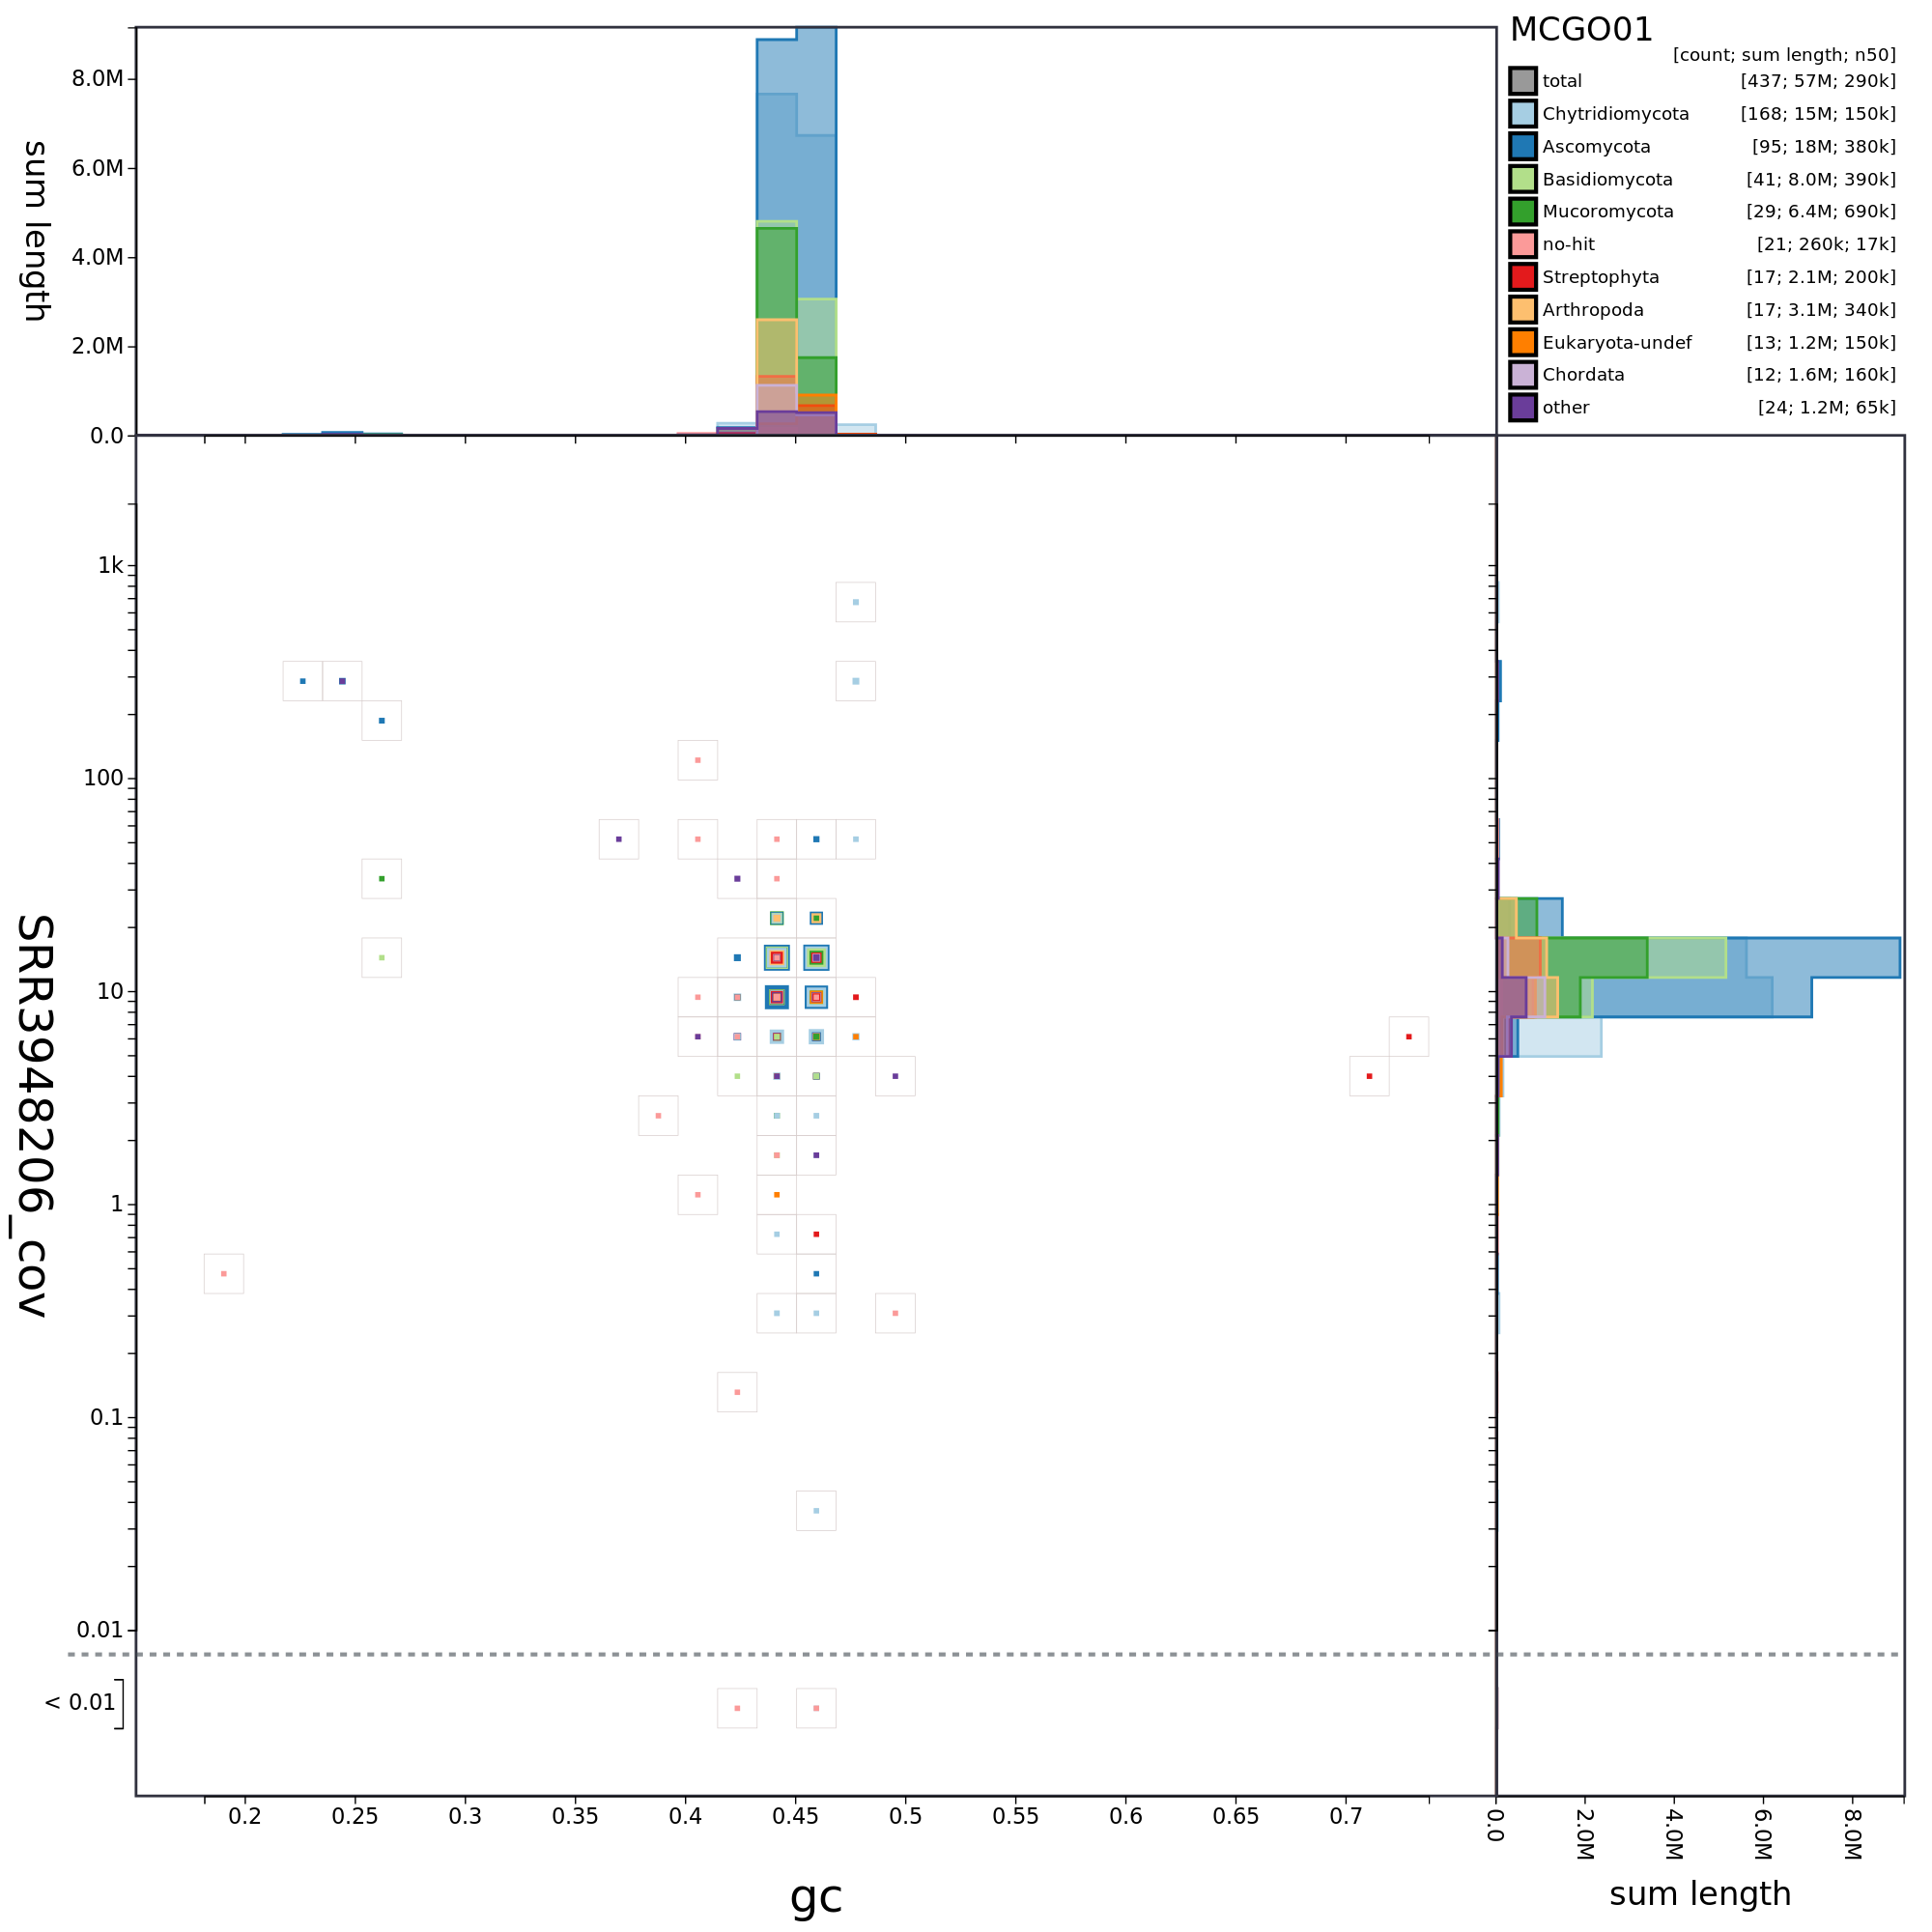 MCGO01
[count; sum length; n50]
total [437; 57M; 290k]
Chytridiomycota [168; 15M; 150k]
Ascomycota [95; 18M; 380k]
Basidiomycota [41; 8.0M; 390k]
Mucoromycota [29; 6.4M; 690k]
no-hit [21; 260k; 17k]
Streptophyta [17; 2.1M; 200k]
Arthropoda [17; 3.1M; 340k]
Eukaryota-undef [13; 1.2M; 150k]
Chordata [12; 1.6M; 160k]
other [24; 1.2M; 65k]
sum length
8.0M
6.0M
4.0M
2.0M
0.0
SRR3948206_cov
1k
100
10
1
0.1
0.01
< 0.01
0.2 0.25 0.3 0.35 0.4 0.45 0.5 0.55 0.6 0.65 0.7
gc
0.0 2.0M 4.0M 6.0M 8.0M
sum length